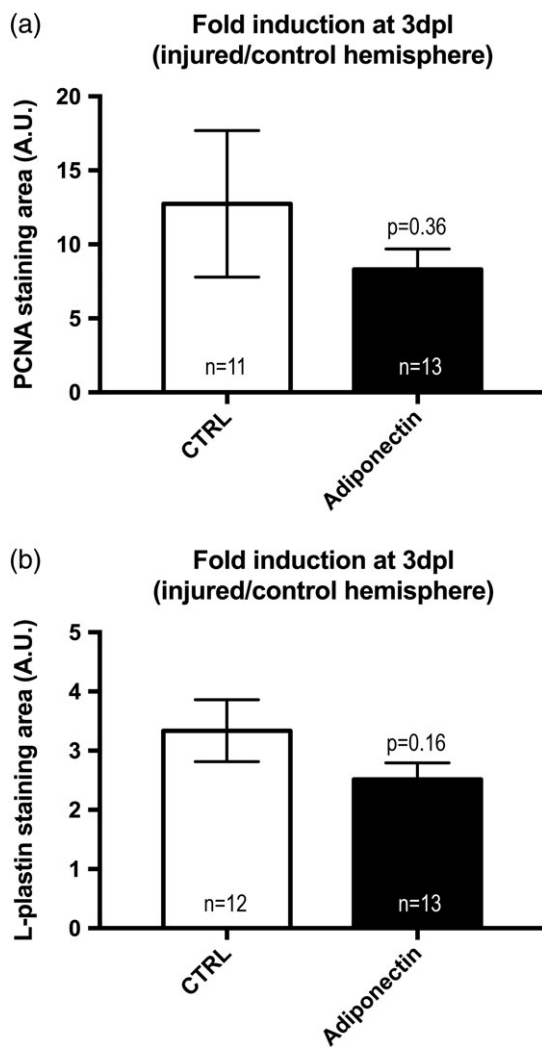 (a)
Fold induction at 3dpl
(injured/control hemisphere)
PCNA staining area (A.U.)
20
15
10
5
0
p=0.36
n=11
n=13
CTRL
Adiponectin
(b)
Fold induction at 3dpl
(injured/control hemisphere)
L-plastin staining area (A.U.)
5
4
3
2
1
0
p=0.16
n=12
n=13
CTRL
Adiponectin